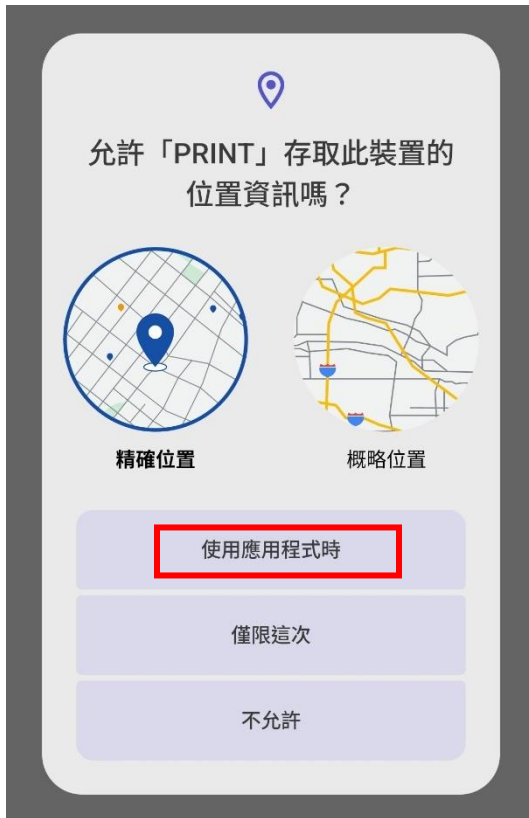 允許「PRINT」存取此裝置的
位置資訊嗎？
精確位置
概略位置
使用應用程式時
僅限這次
不允許